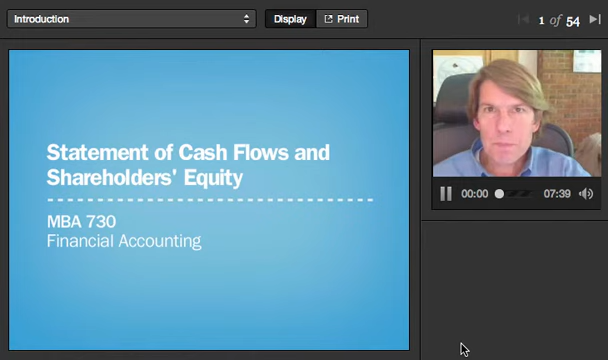 Introduction
Display
Print
1 of 54
Statement of Cash Flows and
Shareholders' Equity
MBA 730
Financial Accounting
00:00
07:39